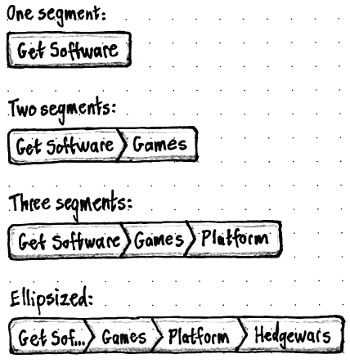 One segment:
Get Software
Two segments:
Get Software Games
Three segments:
Get Software Games Platform
Ellipsized:
Get Sof... Games Platform Hedgewars